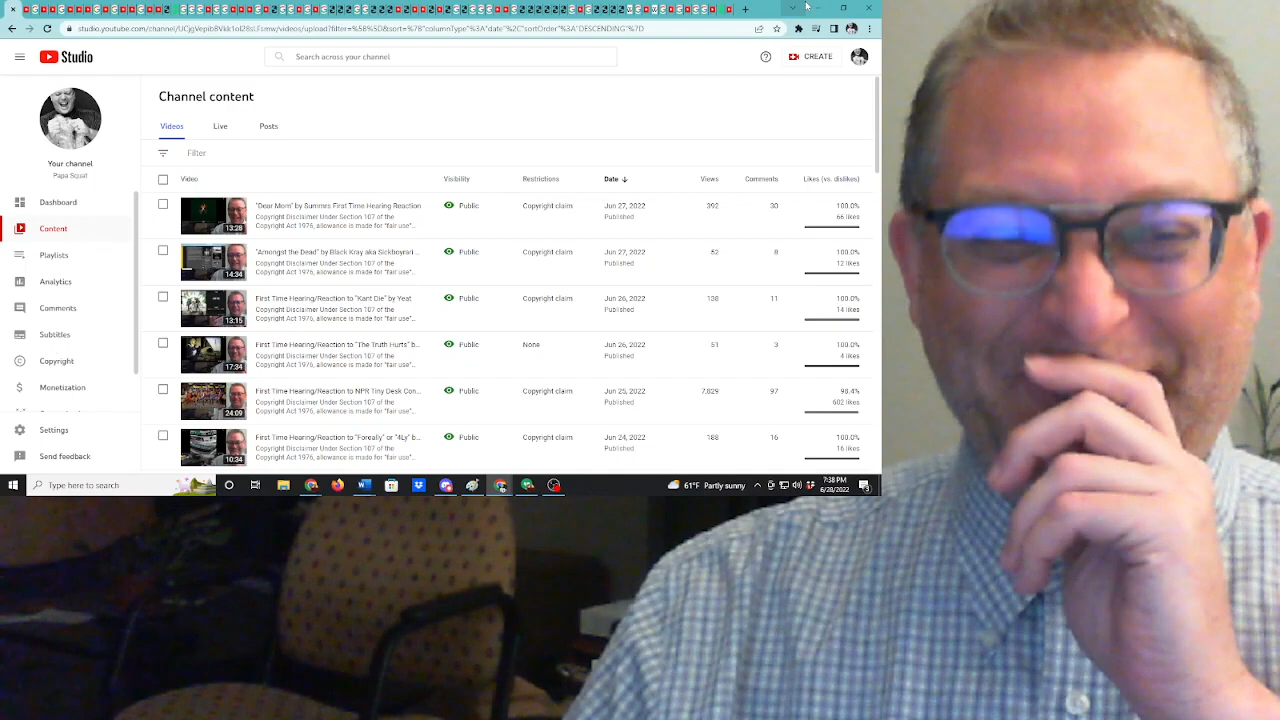 studio.youtube.com/channel/
Studio
Search across your channel
CREATE
Your channel
Papa Squat
Dashboard
Content
Playlists
Analytics
Comments
Subtitles
Copyright
Monetization
Settings
Send feedback
Channel content
Videos Live Posts
Filter
Video Visibility Restrictions Date Views Comments Likes (vs. dislikes)
"Dear Mom" by Summrs First Time Hearing Reaction Public Copyright claim Jun 27, 2022 392 30 100.0%
Copyright Disclaimer Under Section 107 of the Published 66 likes
Copyright Act 1976, allowance is made for "fair use"...
13:28
"Amongst the Dead" by Black Kray aka Sickboyrari ... Public Copyright claim Jun 27, 2022 52 8 100.0%
Copyright Disclaimer Under Section 107 of the Published 12 likes
Copyright Act 1976, allowance is made for "fair use"...
14:34
First Time Hearing/Reaction to "Kant Die" by Yeat Public Copyright claim Jun 26, 2022 138 11 100.0%
Copyright Disclaimer Under Section 107 of the Published 14 likes
Copyright Act 1976, allowance is made for "fair use"...
13:15
First Time Hearing/Reaction to "The Truth Hurts" b... Public None Jun 26, 2022 51 3 100.0%
Copyright Disclaimer Under Section 107 of the Published 4 likes
Copyright Act 1976, allowance is made for "fair use"...
17:34
First Time Hearing/Reaction to NPR Tiny Desk Con... Public Copyright claim Jun 25, 2022 7,829 97 98.4%
Copyright Disclaimer Under Section 107 of the Published 602 likes
Copyright Act 1976, allowance is made for "fair use"...
24:09
First Time Hearing/Reaction to "Foreally" or "4Ly" b... Public Copyright claim Jun 24, 2022 188 16 100.0%
Copyright Disclaimer Under Section 107 of the Published 16 likes
Copyright Act 1976, allowance is made for "fair use"...
10:34
Type here to search
61°F Partly sunny
7:38 PM
6/28/2022